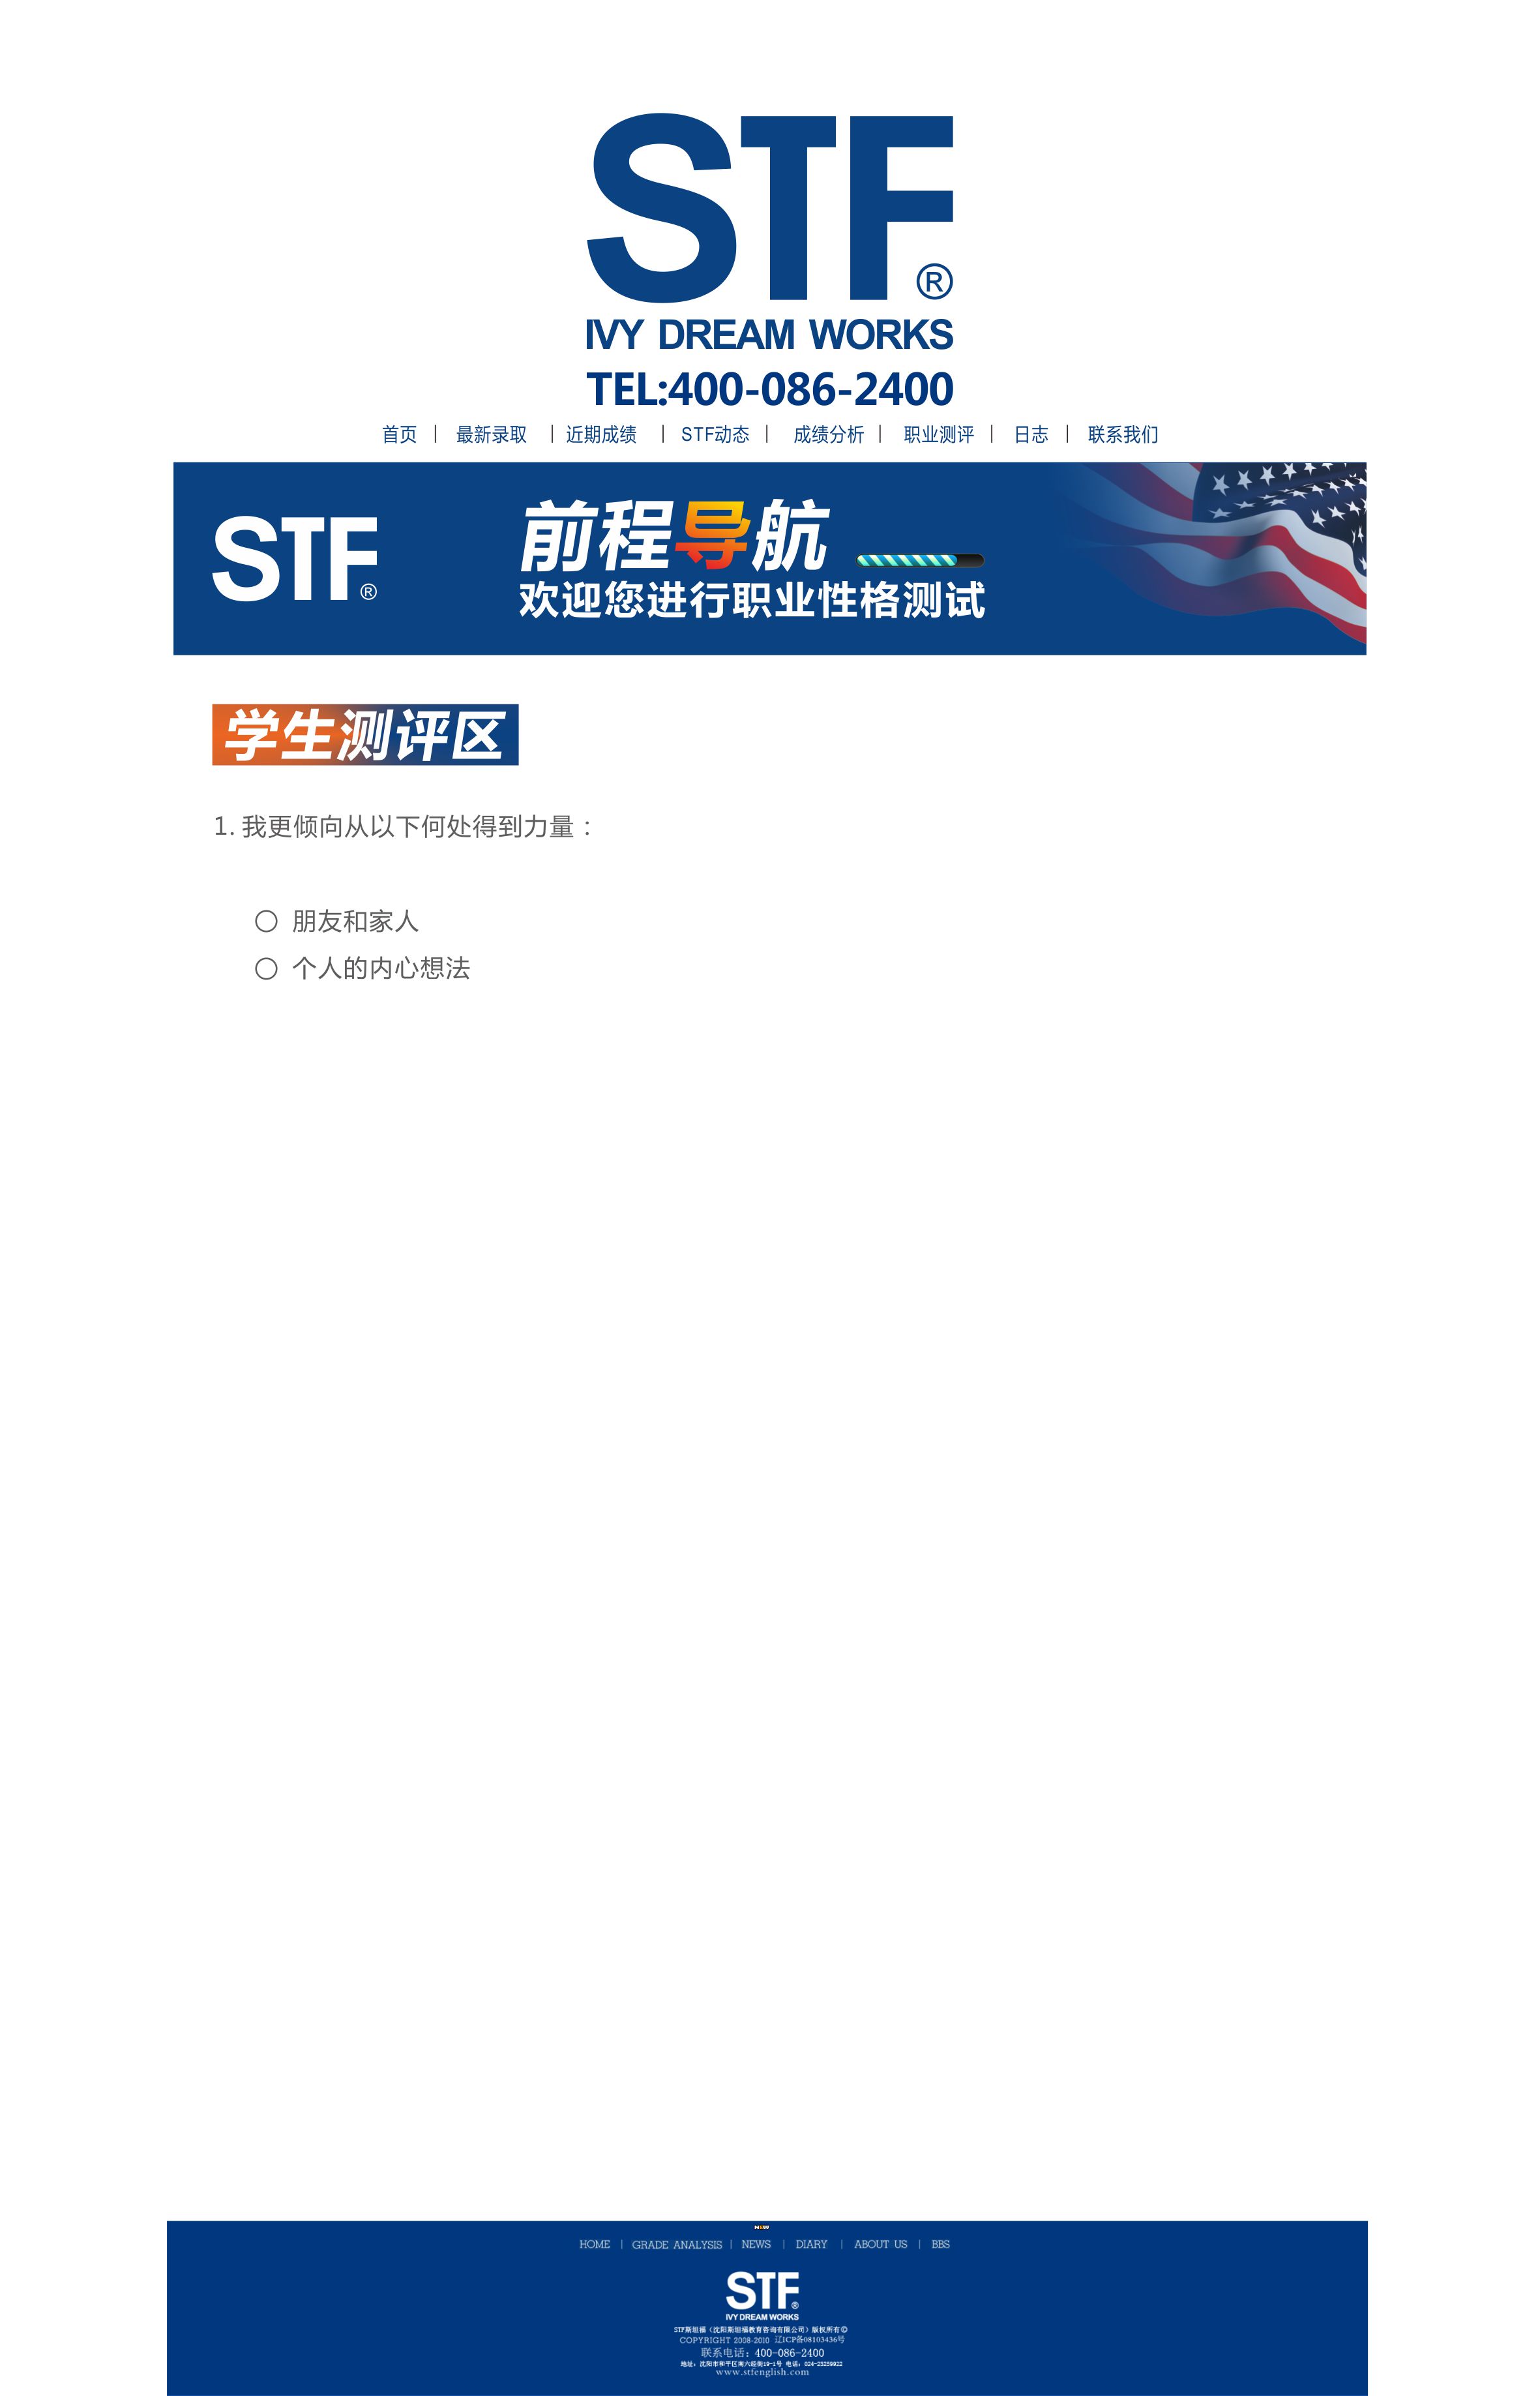 STF®
IVY DREAM WORKS
TEL:400-086-2400
首页 | 最新录取 | 近期成绩 | STF动态 | 成绩分析 | 职业测评 | 日志 | 联系我们
STF®
前程导航
欢迎您进行职业性格测试
学生测评区
1. 我更倾向从以下何处得到力量：
朋友和家人
个人的内心想法
NEW
HOME | GRADE ANALYSIS | NEWS | DIARY | ABOUT US | BBS
STF®
IVY DREAM WORKS
STF斯坦福（沈阳斯坦福教育咨询有限公司）版权所有©
COPYRIGHT 2008-2010 辽ICP备08103436号
联系电话：400-086-2400
地址：沈阳市和平区南六经街19-1号 电话：024-23239922
www.stfenglish.com